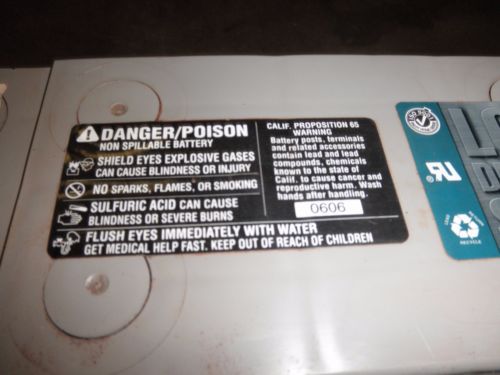 DANGER/POISON
NON SPILLABLE BATTERY
SHIELD EYES EXPLOSIVE GASES
CAN CAUSE BLINDNESS OR INJURY
NO SPARKS, FLAMES, OR SMOKING
SULFURIC ACID CAN CAUSE
BLINDNESS OR SEVERE BURNS
FLUSH EYES IMMEDIATELY WITH WATER
GET MEDICAL HELP FAST. KEEP OUT OF REACH OF CHILDREN
CALIF. PROPOSITION 65
WARNING
Battery posts, terminals
and related accessories
contain lead and lead
compounds, chemicals
known to the state of
Calif. to cause cancer and
reproductive harm. Wash
hands after handling.
0606
LEAD
RECYCLE